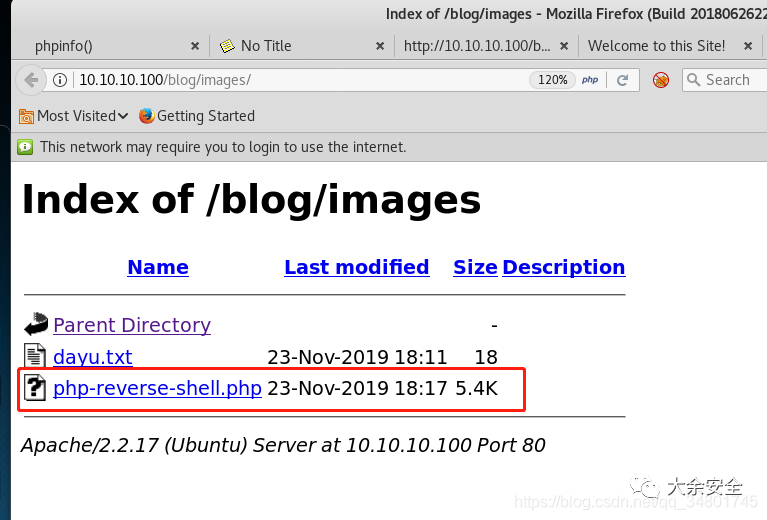 Index of /blog/images - Mozilla Firefox (Build 2018062622
phpinfo() × No Title × http://10.10.10.100/b... × Welcome to this Site! ×
10.10.10.100/blog/images/ 120% php Search
Most Visited Getting Started
This network may require you to login to use the internet.
Index of /blog/images
Name Last modified Size Description
Parent Directory -
dayu.txt 23-Nov-2019 18:11 18
php-reverse-shell.php 23-Nov-2019 18:17 5.4K
Apache/2.2.17 (Ubuntu) Server at 10.10.10.100 Port 80
大余安全
https://blog.csdn.net/qq_34801745